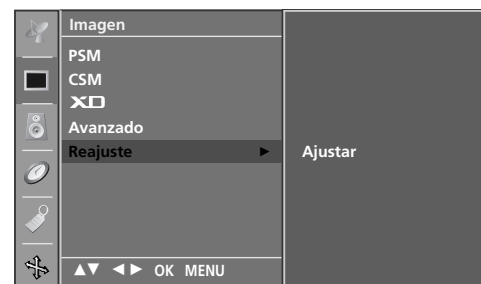 Imagen
PSM
CSM
XD
Avanzado
Reajuste ► Ajustar
▲▼ ◄► OK MENU